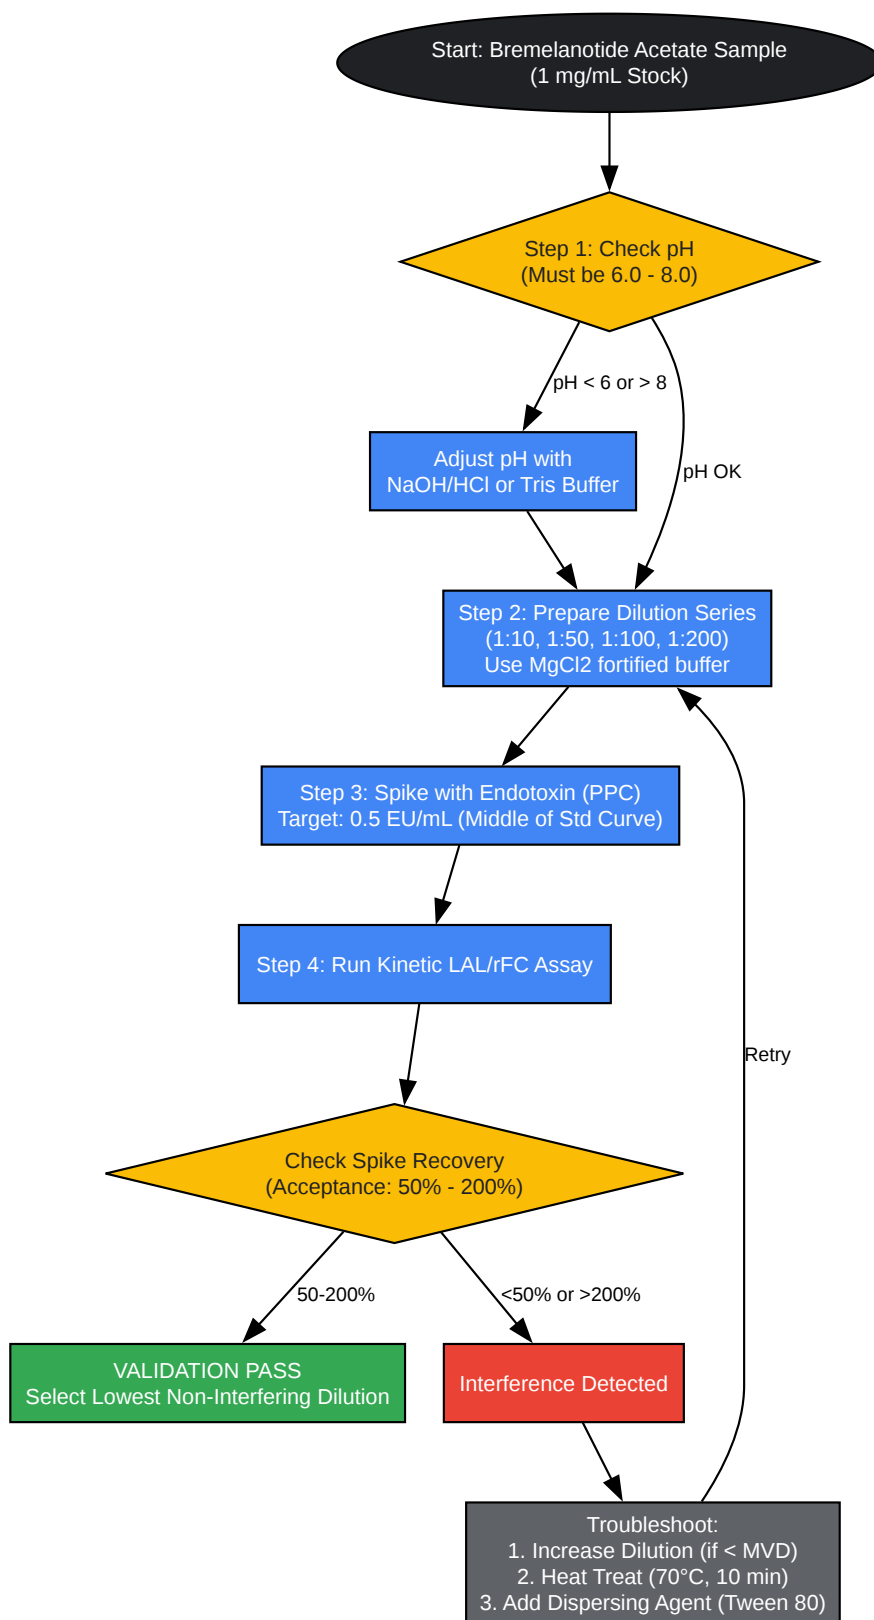 Start: Bremelanotide Acetate Sample
(1 mg/mL Stock)
Step 1: Check pH
(Must be 6.0 - 8.0)
pH < 6 or > 8
Adjust pH with
NaOH/HCl or Tris Buffer
pH OK
Step 2: Prepare Dilution Series
(1:10, 1:50, 1:100, 1:200)
Use MgCl2 fortified buffer
Step 3: Spike with Endotoxin (PPC)
Target: 0.5 EU/mL (Middle of Std Curve)
Step 4: Run Kinetic LAL/rFC Assay
Retry
Check Spike Recovery
(Acceptance: 50% - 200%)
50-200%
<50% or >200%
VALIDATION PASS
Select Lowest Non-Interfering Dilution
Interference Detected
Troubleshoot:
1. Increase Dilution (if < MVD)
2. Heat Treat (70°C, 10 min)
3. Add Dispersing Agent (Tween 80)